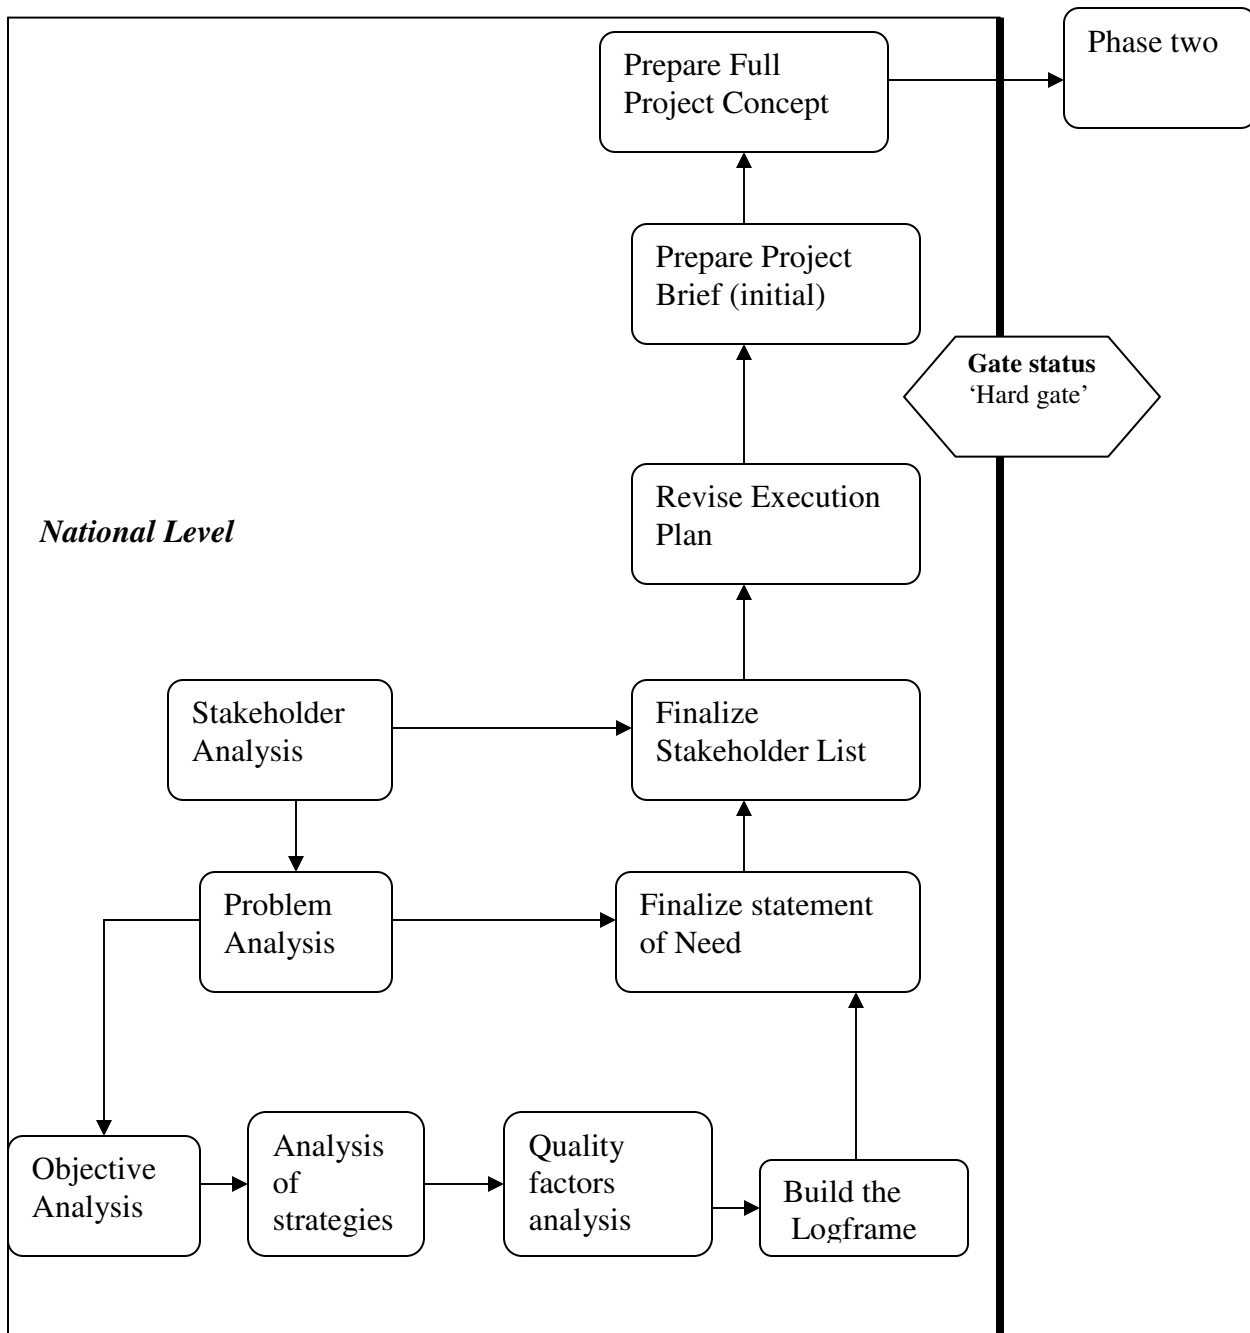 Prepare Full
Project Concept
Phase two
Prepare Project
Brief (initial)
Gate status
‘Hard gate’
Revise Execution
Plan
National Level
Stakeholder
Analysis
Finalize
Stakeholder List
Problem
Analysis
Finalize statement
of Need
Objective
Analysis
Analysis
of
strategies
Quality
factors
analysis
Build the
Logframe